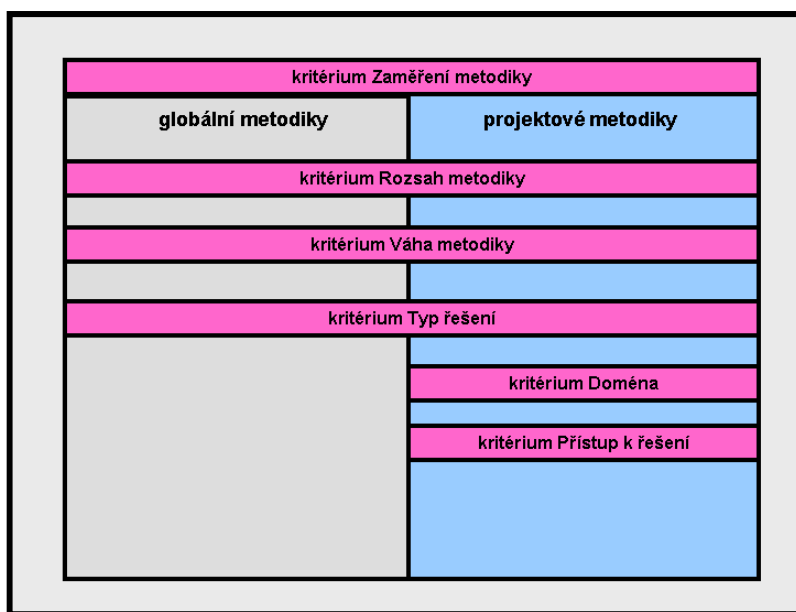 kritérium Zaměření metodiky
globální metodiky
projektové metodiky
kritérium Rozsah metodiky
kritérium Váha metodiky
kritérium Typ řešení
kritérium Doména
kritérium Přístup k řešení